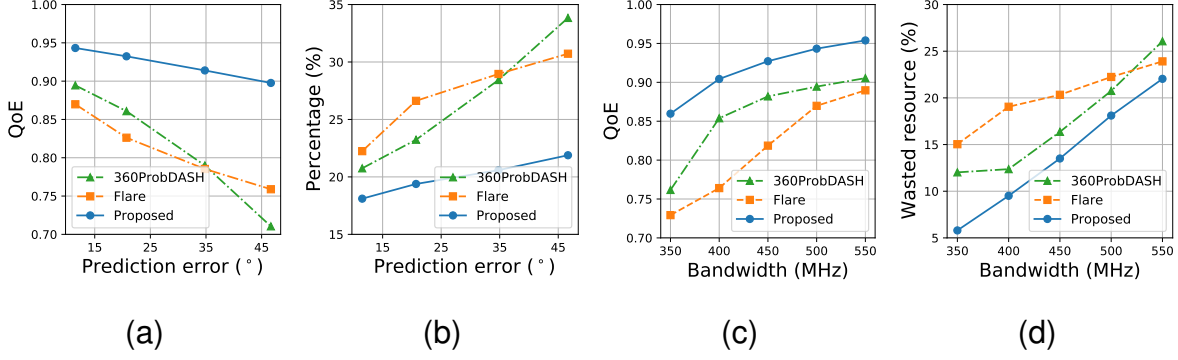 1.00
0.95
0.90
0.85
0.80
0.75
0.70
QoE
360ProbDASH
Flare
Proposed
15 25 35 45
Prediction error (°)
(a)
35
30
25
20
15
Percentage (%)
360ProbDASH
Flare
Proposed
15 25 35 45
Prediction error (°)
(b)
1.00
0.95
0.90
0.85
0.80
0.75
0.70
QoE
360ProbDASH
Flare
Proposed
350 400 450 500 550
Bandwidth (MHz)
(c)
30
25
20
15
10
5
Wasted resource (%)
360ProbDASH
Flare
Proposed
350 400 450 500 550
Bandwidth (MHz)
(d)